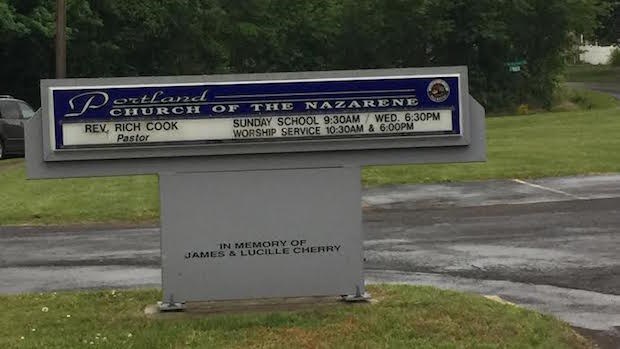 Portland
CHURCH OF THE NAZARENE
REV. RICH COOK
Pastor
SUNDAY SCHOOL 9:30AM / WED. 6:30PM
WORSHIP SERVICE 10:30AM & 6:00PM
IN MEMORY OF
JAMES & LUCILLE CHERRY